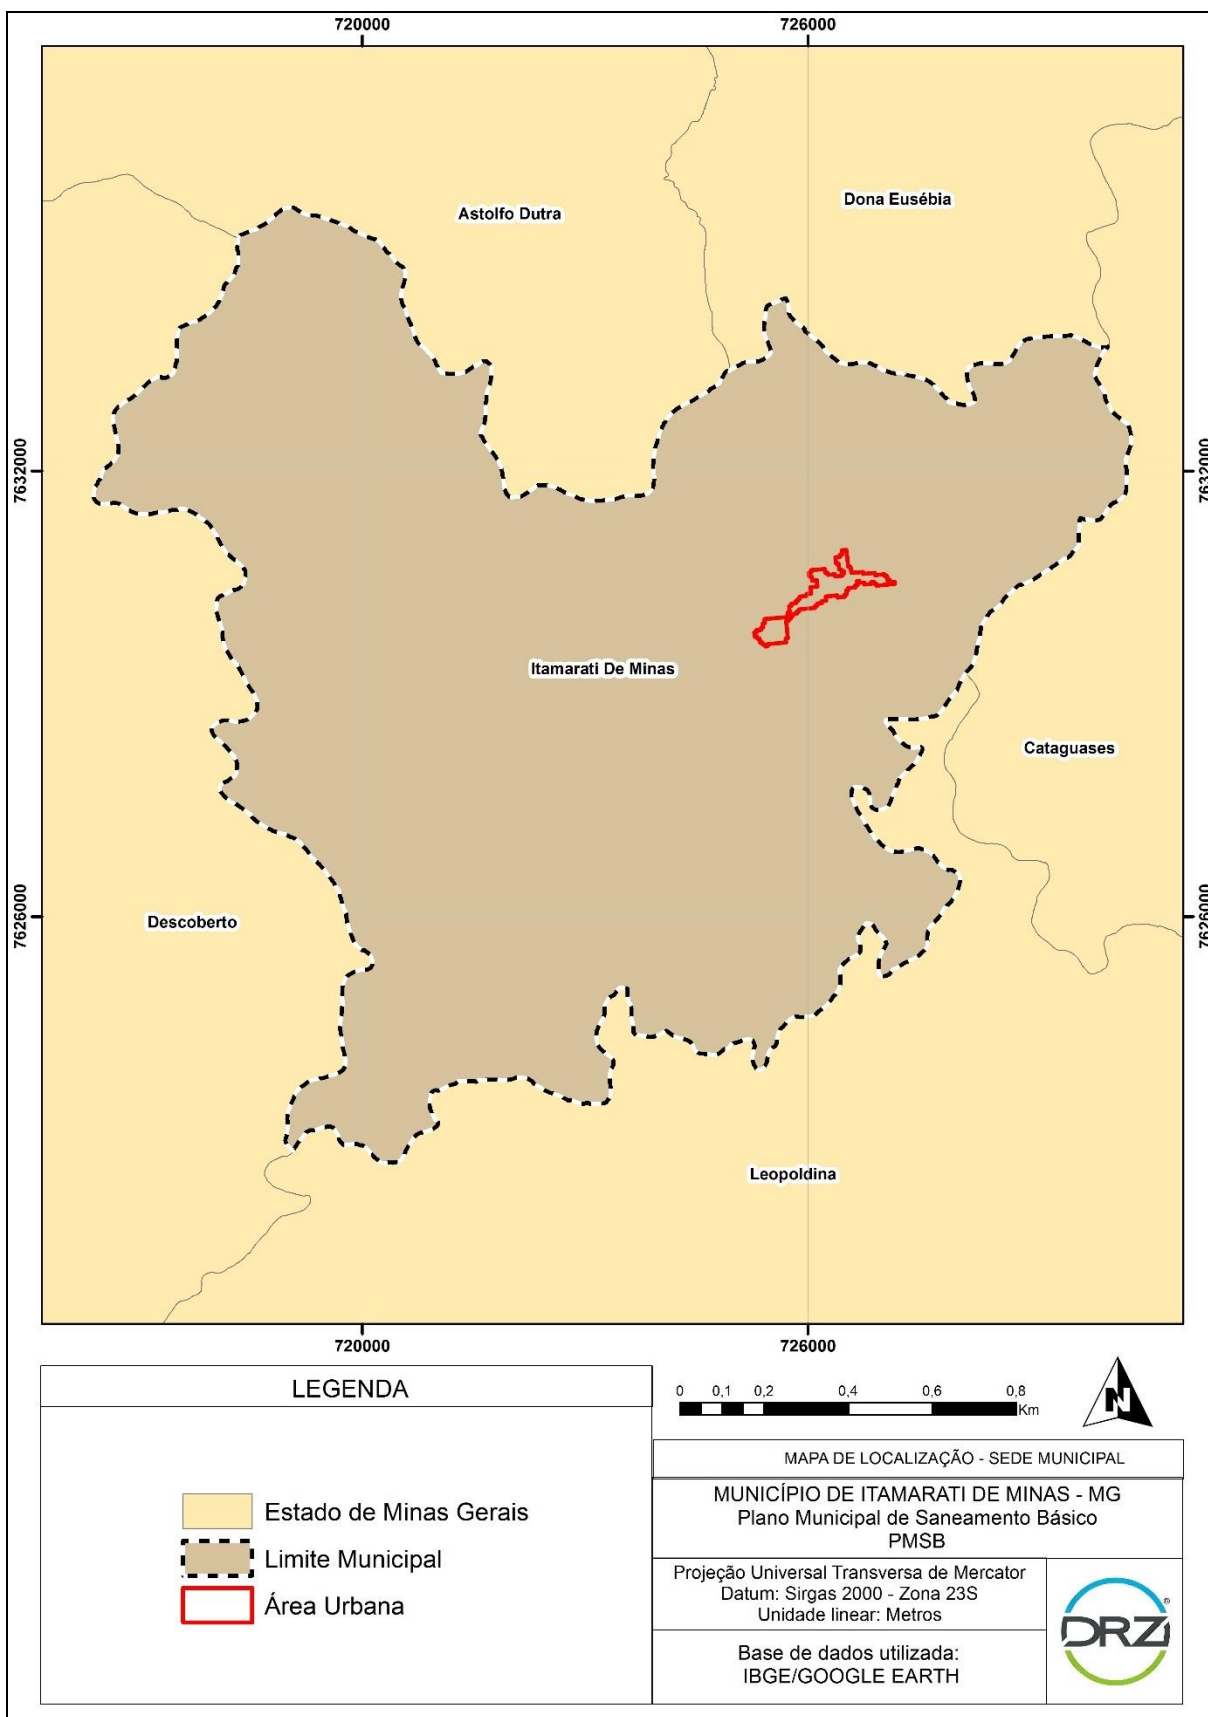 720000
726000
Dona Eusébia
Astolfo Dutra
7632000
7632000
Itamarati De Minas
Cataguases
7626000
7626000
Descoberto
Leopoldina
720000
726000
LEGENDA
Estado de Minas Gerais
Limite Municipal
Área Urbana
0 0,1 0,2 0,4 0,6 0,8
Km
N
MAPA DE LOCALIZAÇÃO - SEDE MUNICIPAL
MUNICÍPIO DE ITAMARATI DE MINAS - MG
Plano Municipal de Saneamento Básico
PMSB
Projeção Universal Transversa de Mercator
Datum: Sirgas 2000 - Zona 23S
Unidade linear: Metros
Base de dados utilizada:
IBGE/GOOGLE EARTH
DRZ®